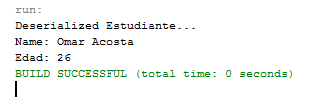 run:
Deserialized Estudiante...
Name: Omar Acosta
Edad: 26
BUILD SUCCESSFUL (total time: 0 seconds)